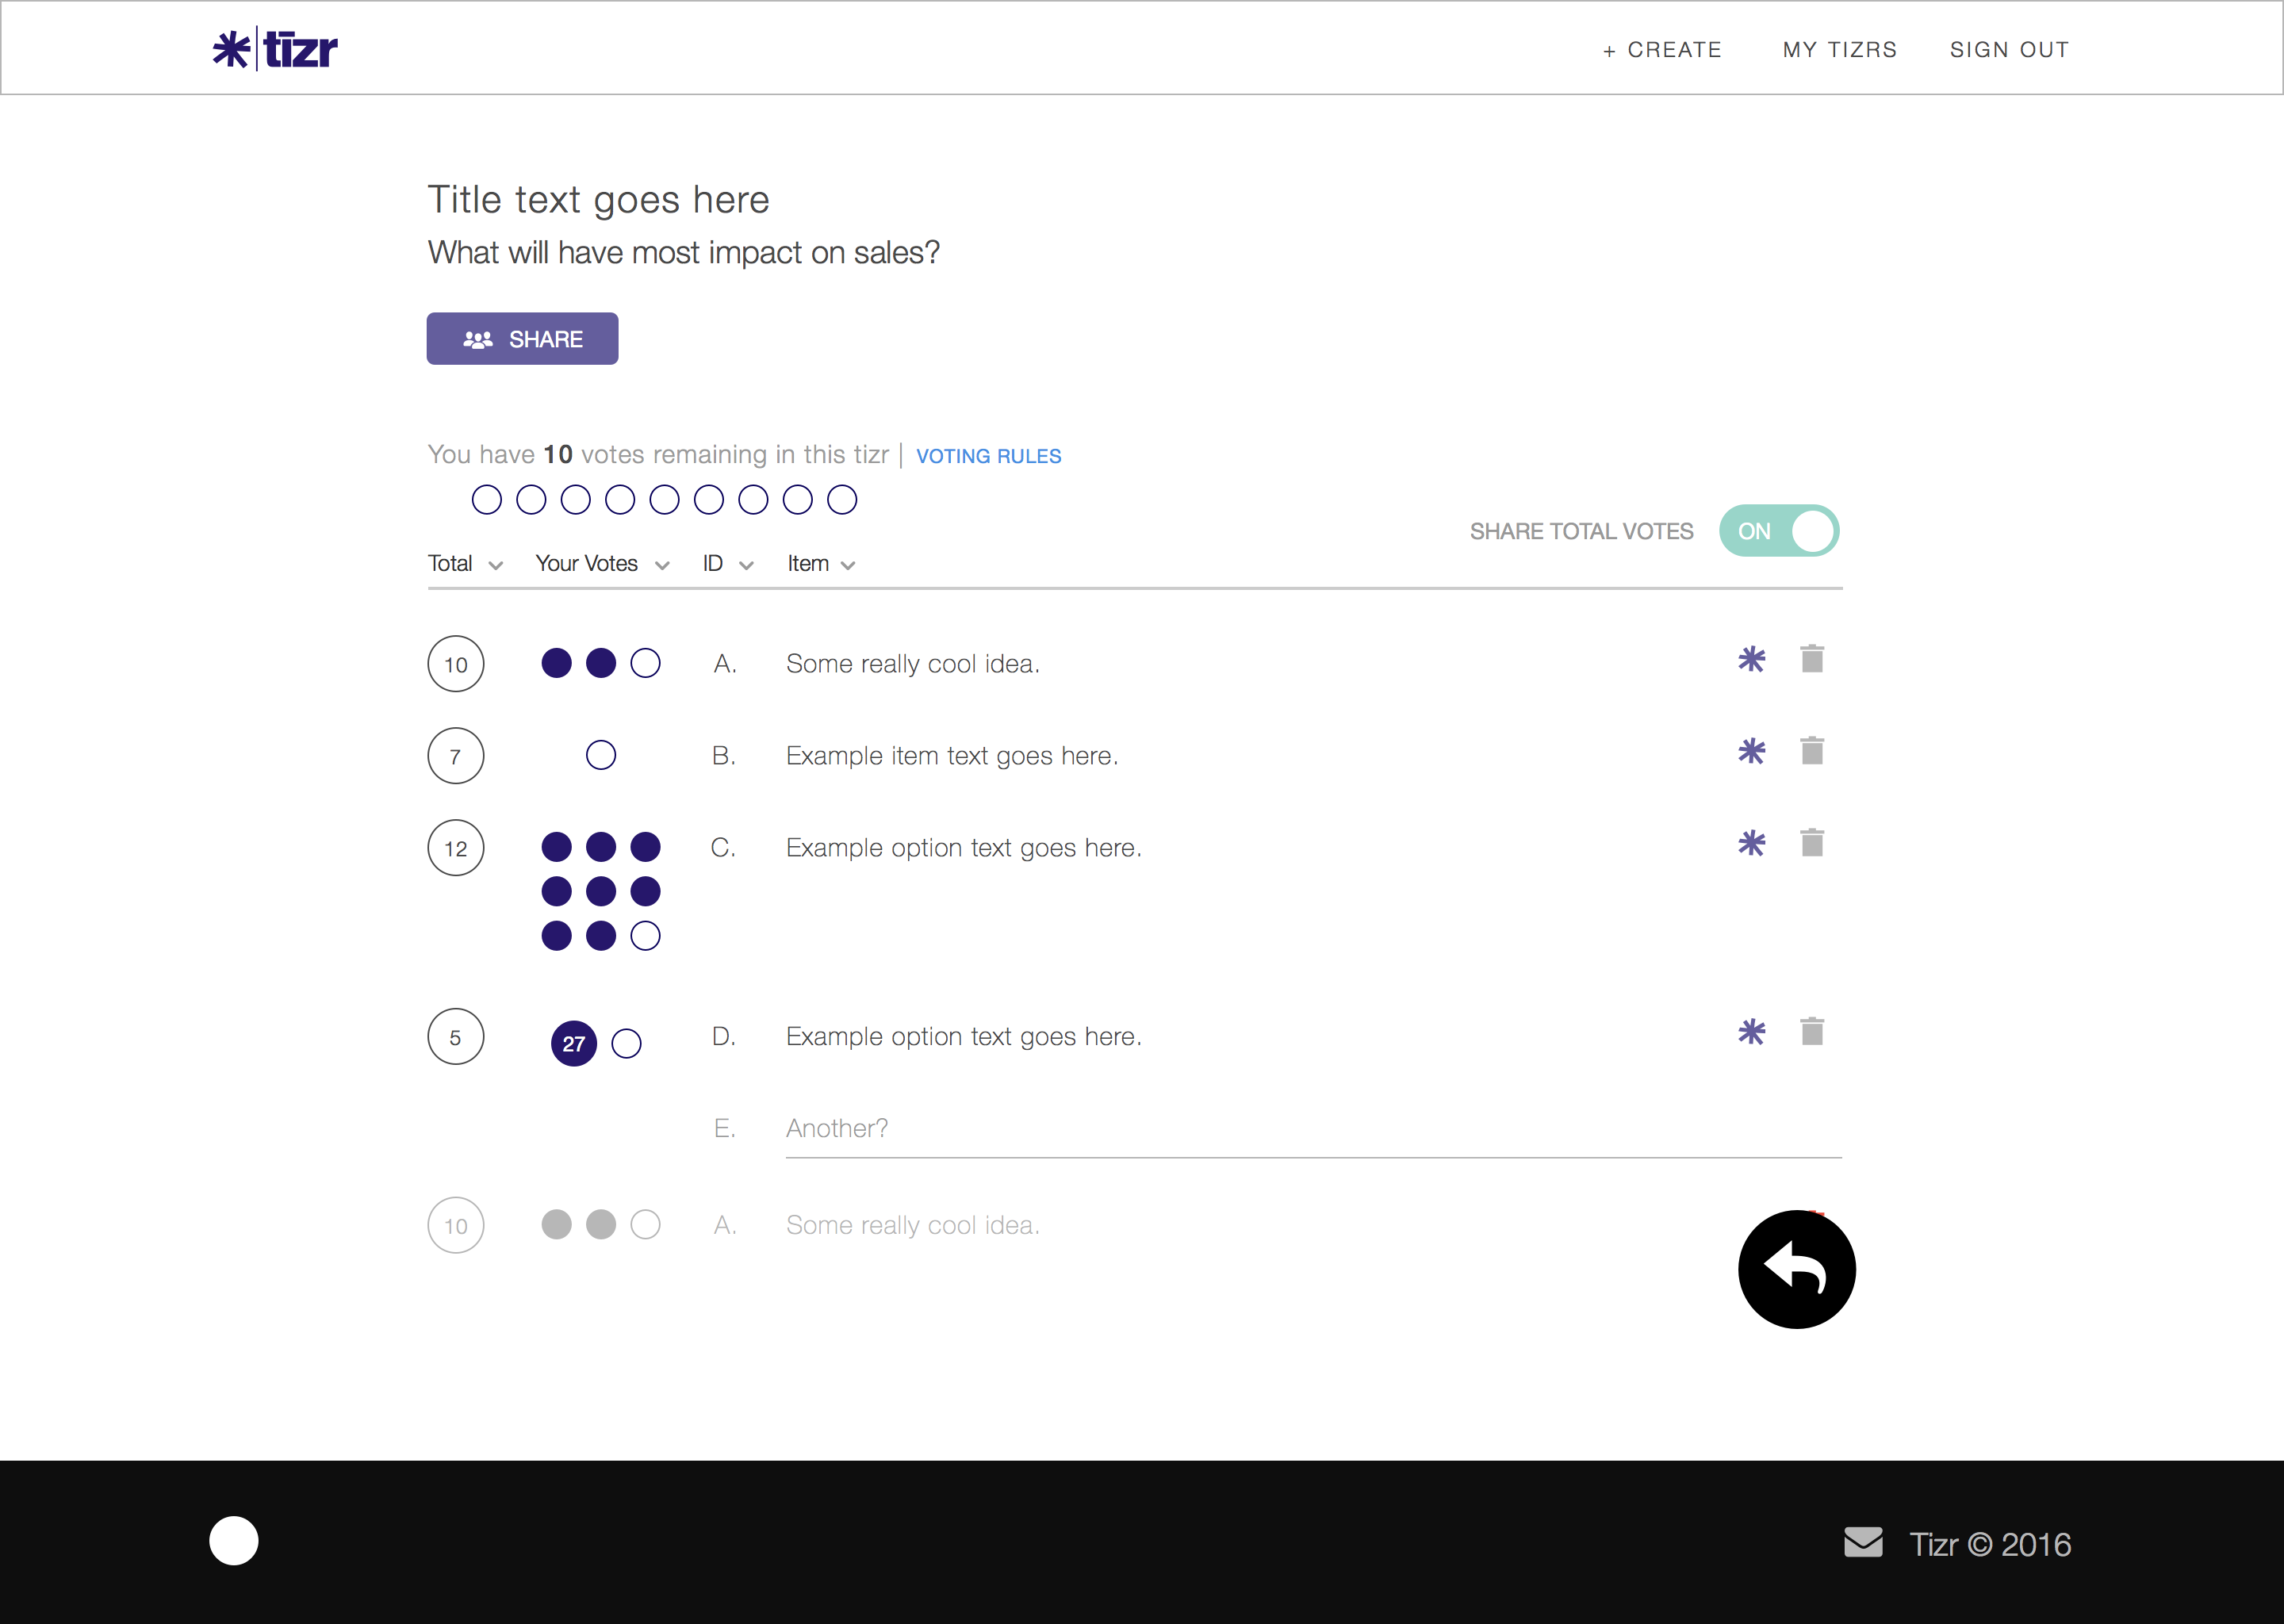 tizr
+ CREATE MY TIZRS SIGN OUT
Title text goes here
What will have most impact on sales?
SHARE
You have 10 votes remaining in this tizr | VOTING RULES
SHARE TOTAL VOTES ON
Total Your Votes ID Item
10 A. Some really cool idea.
7 B. Example item text goes here.
12 C. Example option text goes here.
5 27 D. Example option text goes here.
E. Another?
10 A. Some really cool idea.
Tizr © 2016